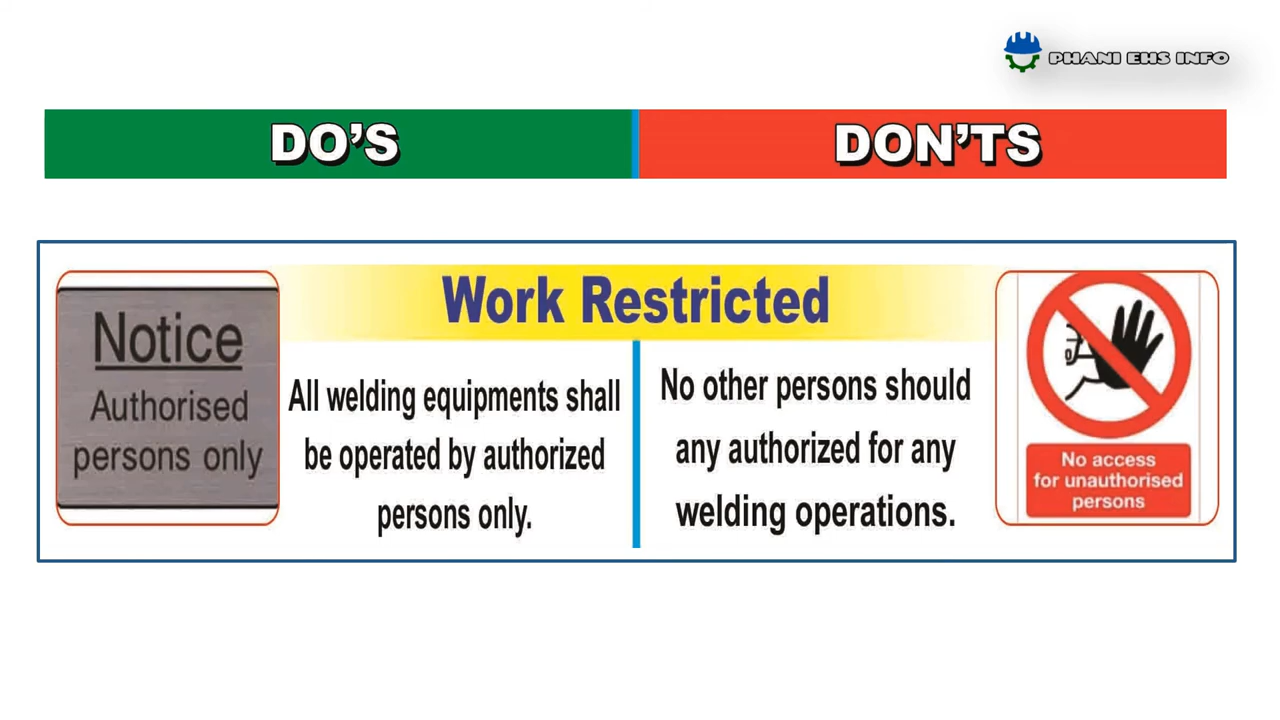 PHANI EHS INFO
DO'S
DON'TS
Work Restricted
Notice
Authorised
persons only
All welding equipments shall
be operated by authorized
persons only.
No other persons should
any authorized for any
welding operations.
No access
for unauthorised
persons